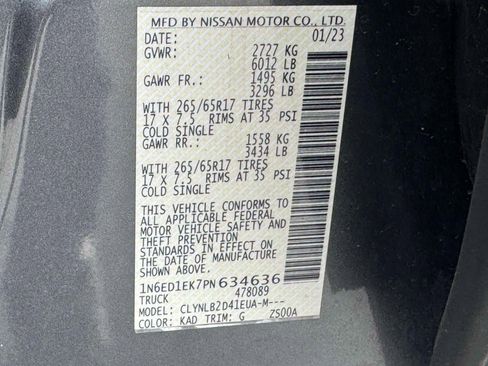 MFD BY NISSAN MOTOR CO., LTD.
DATE: 01/23
GVWR: 2727 KG
6012 LB
GAWR FR.: 1495 KG
3296 LB
WITH 265/65R17 TIRES
17 X 7.5 RIMS AT 35 PSI
COLD SINGLE
GAWR RR.: 1558 KG
3434 LB
WITH 265/65R17 TIRES
17 X 7.5 RIMS AT 35 PSI
COLD SINGLE
THIS VEHICLE CONFORMS TO
ALL APPLICABLE FEDERAL
MOTOR VEHICLE SAFETY AND
THEFT PREVENTION
STANDARDS IN EFFECT ON
THE DATE OF MANUFACTURE
SHOWN ABOVE.
1N6ED1EK7PN634636
TRUCK 478089
MODEL: CLYNLB2D41EUA-M---
COLOR: KAD TRIM: G ZS00A